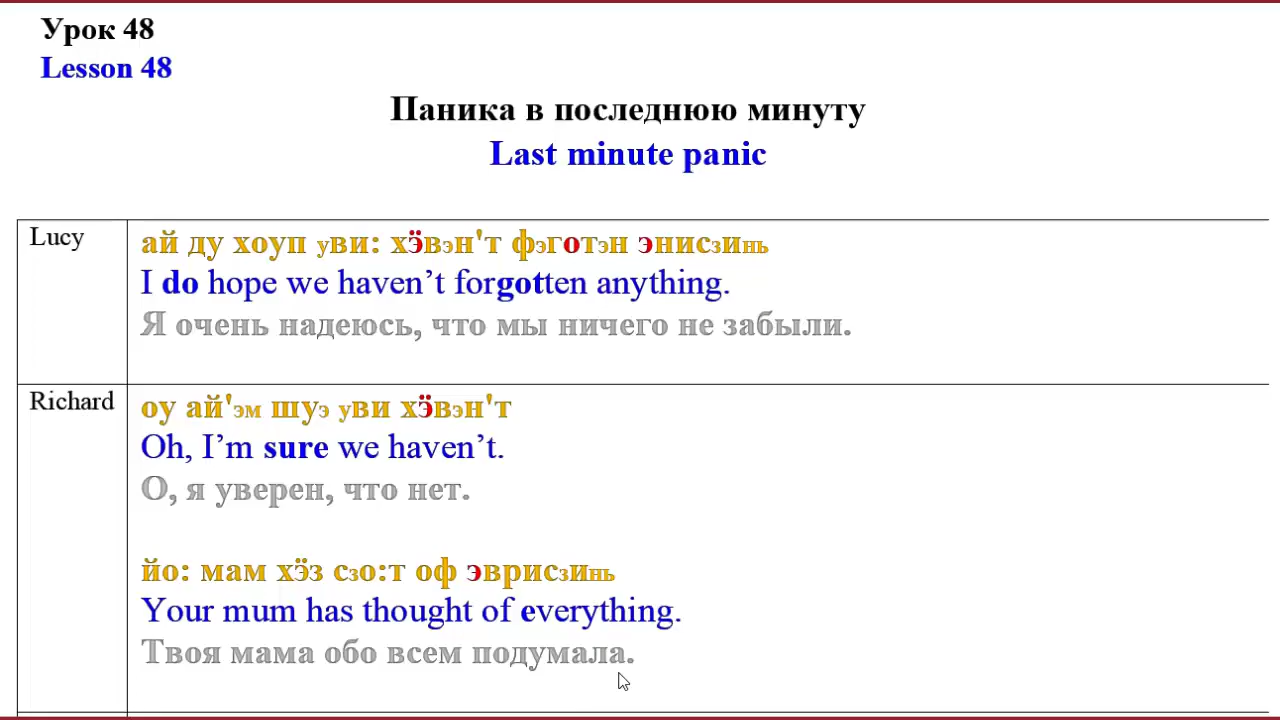 Урок 48
Lesson 48
Паника в последнюю минуту
Last minute panic
Lucy
ай ду хоуп уви: хӭвэн'т фэготэн энисзинь
I do hope we haven’t forgotten anything.
Я очень надеюсь, что мы ничего не забыли.
Richard
оу ай'эм шуэ уви хӭвэн'т
Oh, I’m sure we haven’t.
О, я уверен, что нет.
йо: мам хӭз сзо:т оф эврисзинь
Your mum has thought of everything.
Твоя мама обо всем подумала.